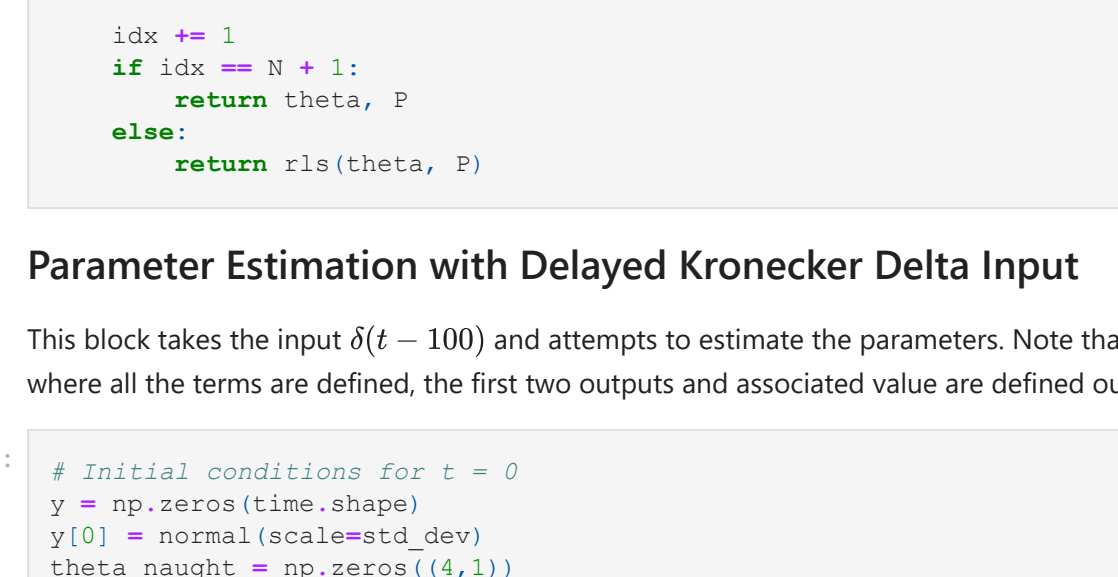 idx += 1
if idx == N + 1:
return theta, P
else:
return rls(theta, P)
Parameter Estimation with Delayed Kronecker Delta Input
This block takes the input δ(t − 100) and attempts to estimate the parameters. Note
where all the terms are defined, the first two outputs and associated value are defined
:
# Initial conditions for t = 0
y = np.zeros(time.shape)
y[0] = normal(scale=std_dev)
theta_naught = np.zeros((4,1))